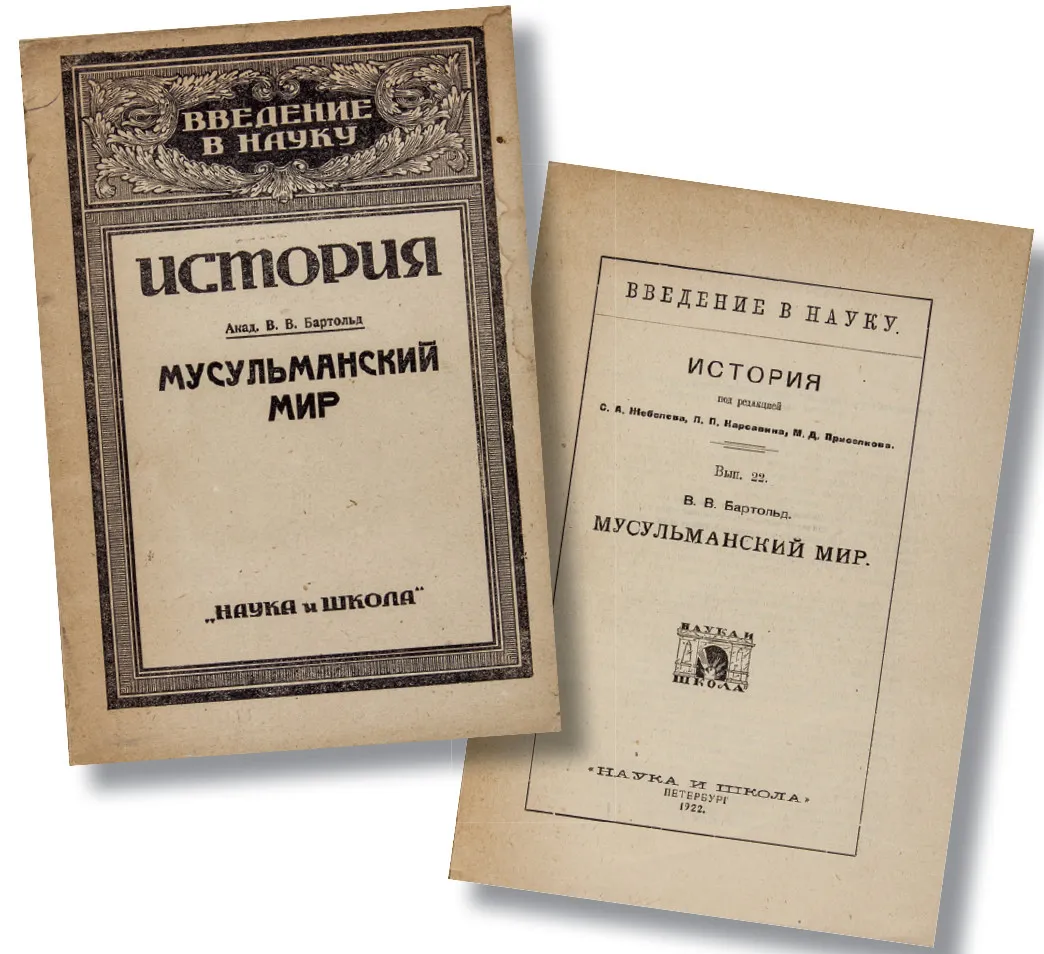 ВВЕДЕНИЕ
В НАУКУ
ИСТОРИЯ
Акад. В. В. Бартольд
МУСУЛЬМАНСКИЙ
МИР
„НАУКА и ШКОЛА“
ВВЕДЕНИЕ В НАУКУ.
ИСТОРИЯ
под редакцией
С. А. Жебелева, Л. П. Карсавина, М. Д. Приселкова.
Вып. 22.
В. В. Бартольд.
МУСУЛЬМАНСКИЙ МИР.
НАУКА И
ШКОЛА
«НАУКА И ШКОЛА»
ПЕТЕРБУРГ
1922.